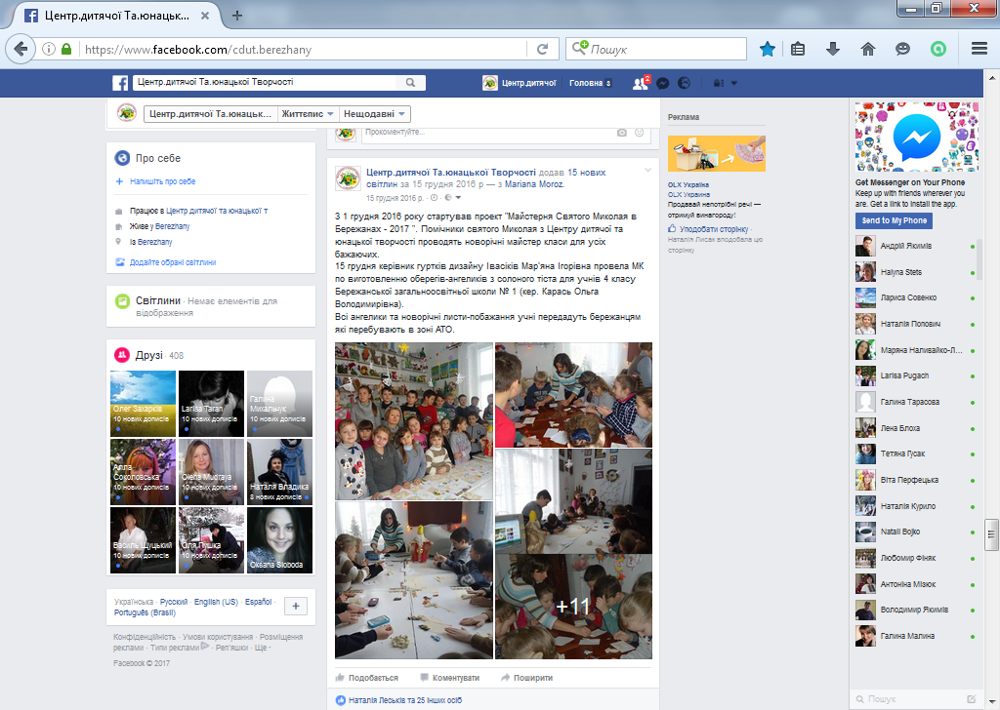 Центр.дитячої Та.юнацьк...
https://www.facebook.com/cdut.berezhany
Пошук
Центр.дитячої Та.юнацької Творчості
Центр.дитячої
Головна 8
2
Центр.дитячої Та.юнацьк...
Життєпис
Нещодавні
Про собе
Напишіть про себе
Працює в Центр дитячої та юнацької т
Живе у Berezhany
Із Berezhany
Додайте обрані світлини
Світлини · Немає елементів для
відображення
Друзі · 408
Олег Захарків
10 нових дописів
Larisa Taran
10 нових дописів
Галина
Михальчук
10 нових дописів
Алла
Соколовська
10 нових дописів
Olena Mudraya
10 нових дописів
Наталія Владика
8 нових дописів
Василь Щуцький
10 нових дописів
Оля Пушка
10 нових дописів
Oksana Sloboda
Українська · Русский · English (US) · Español ·
Português (Brasil)
Конфіденційність · Умови користування · Розміщення
реклами · Типи реклами · Реп'яшки · Ще
Facebook © 2017
Прокоментуйте...
Центр.дитячої Та.юнацької Творчості додав 15 нових
світлин за 15 грудня 2016 р — з Mariana Moroz.
15 грудня 2016 р.
З 1 грудня 2016 року стартував проект "Майстерня Святого Миколая в
Бережанах - 2017 ". Помічники святого Миколая з Центру дитячої та
юнацької творчості проводять новорічні майстер класи для усіх
бажаючих.
15 грудня керівник гуртків дизайну Івасіків Мар'яна Ігорівна провела МК
по виготовленню оберегів-ангеликів з солоного тіста для учнів 4 класу
Бережанської загальноосвітньої школи № 1 (кер. Карась Ольга
Володимирівна).
Всі ангелики та новорічні листи-побажання учні передадуть бережанцям
які перебувають в зоні АТО.
+11
Подобається
Коментувати
Поширити
Наталія Леськів та 25 інших осіб
Реклама
OLX Україна
OLX Украина
Продавай непотрібні речі —
отримуй винагороду!
Уподобати сторінку ·
Наталія Лисак вподобала цю
сторінку
Get Messenger on Your Phone
Keep up with friends wherever you
are. Get a link to install the app.
Send to My Phone
Андрій Якимів
Halyna Stets
Лариса Совенко
Наталія Попович
Маряна Наливайко-Л...
Larisa Pugach
Галина Тарасова
Лена Блоха
Тетяна Гусак
Віта Перфецька
Наталія Курило
Natali Bojko
Любомир Фіняк
Антоніна Мізюк
Володимир Якимів
Галина Малина
Пошук